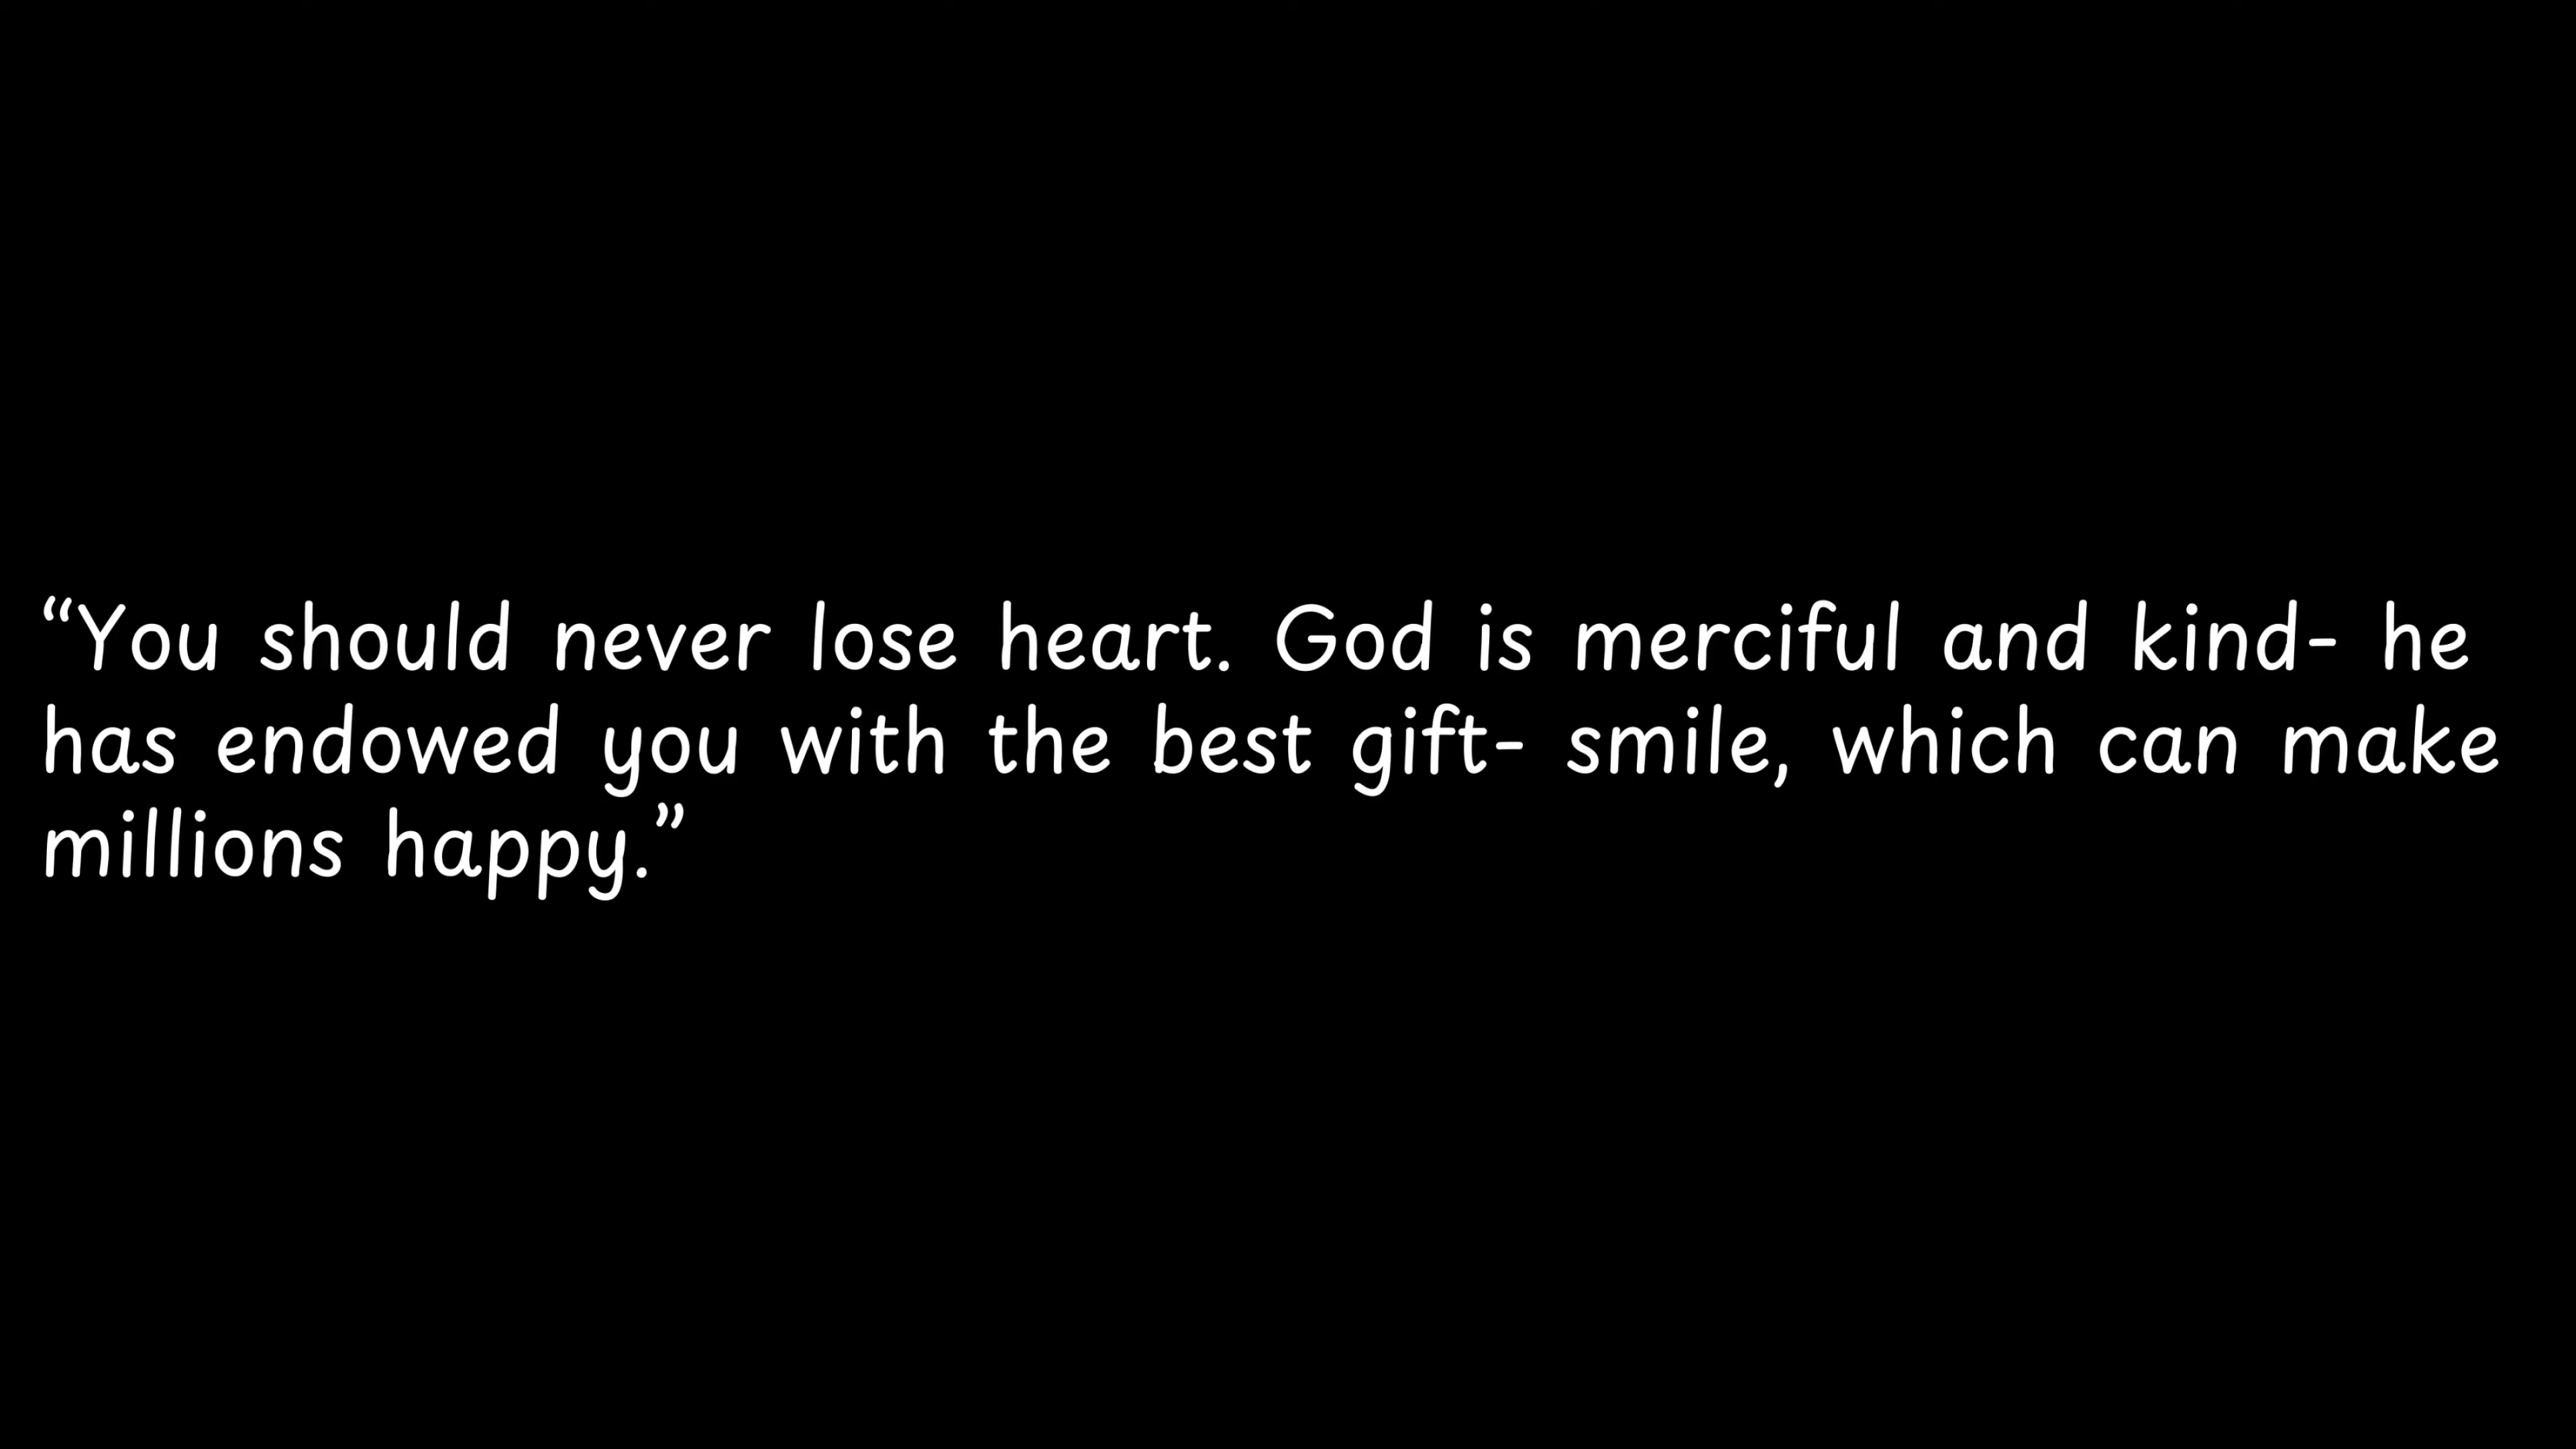 “You should never lose heart. God is merciful and kind- he
has endowed you with the best gift- smile, which can make
millions happy.”